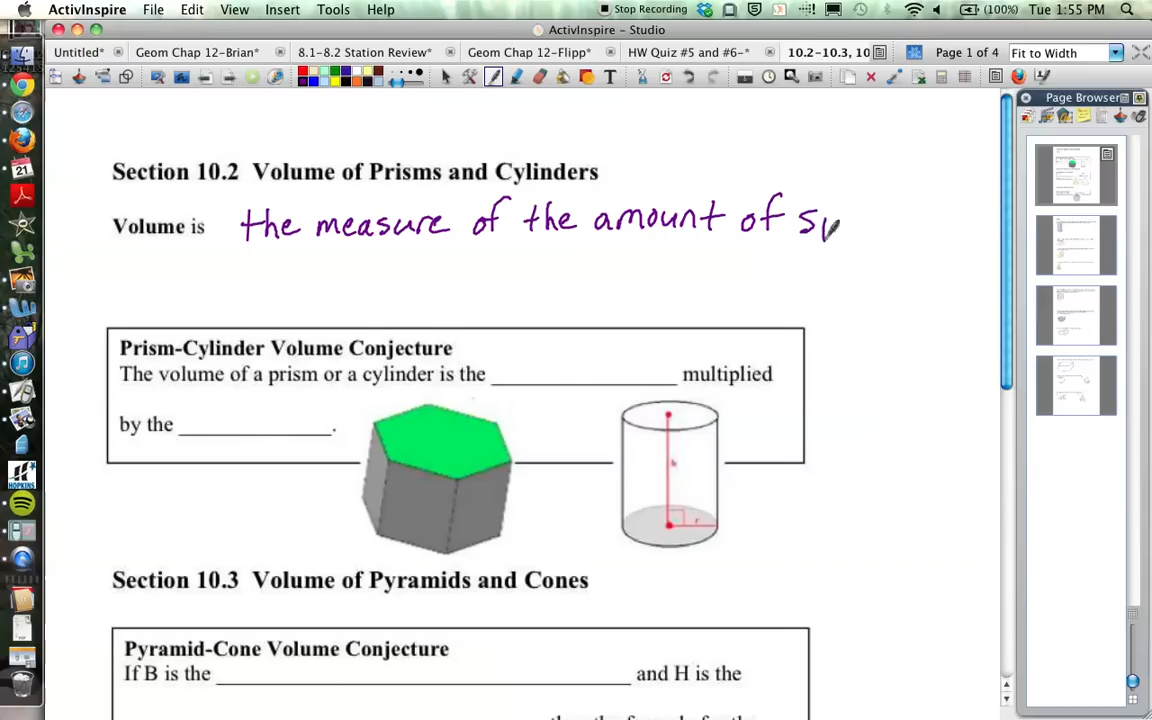 ActivInspire File Edit View Insert Tools Help Stop Recording (100%) Tue 1:55 PM
ActivInspire - Studio
Untitled* Geom Chap 12-Brian* 8.1-8.2 Station Review* Geom Chap 12-Flipp* HW Quiz #5 and #6-* 10.2-10.3, 10 Page 1 of 4 Fit to Width
Page Browser
Section 10.2 Volume of Prisms and Cylinders
Volume is the measure of the amount of
Prism-Cylinder Volume Conjecture
The volume of a prism or a cylinder is the ____________________ multiplied
by the ________________.
h
r
Section 10.3 Volume of Pyramids and Cones
Pyramid-Cone Volume Conjecture
If B is the ____________________________________________ and H is the
21
HOPKINS